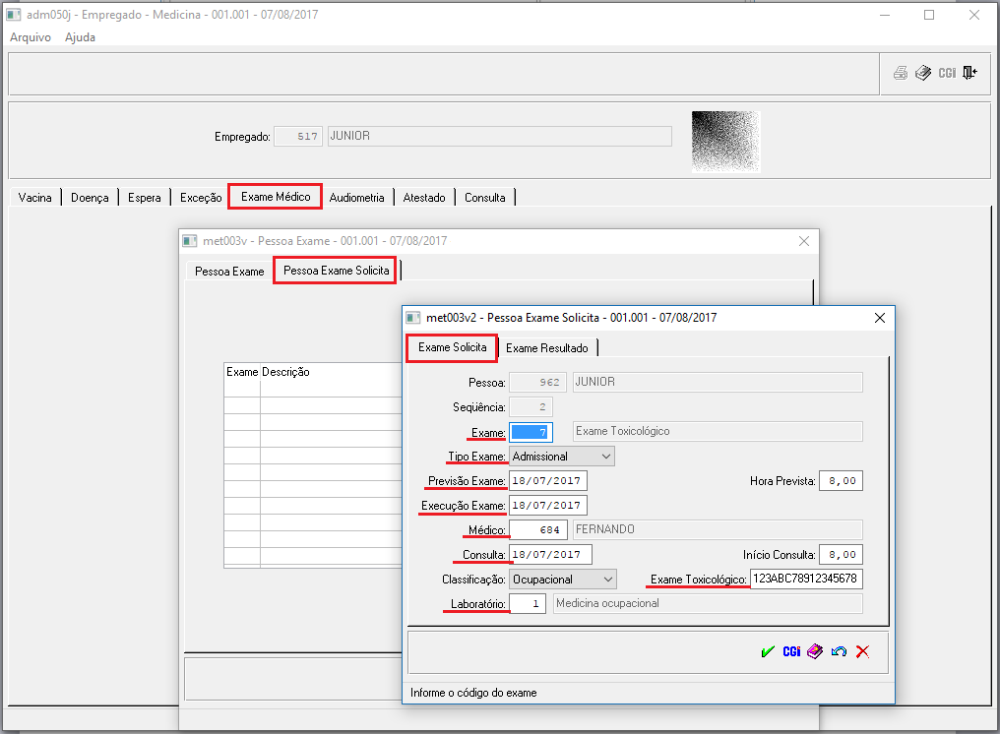 adm050j - Empregado - Medicina - 001.001 - 07/08/2017
Arquivo Ajuda
CGi
Empregado: 517 JUNIOR
Vacina Doença Espera Exceção Exame Médico Audiometria Atestado Consulta
met003v - Pessoa Exame - 001.001 - 07/08/2017
Pessoa Exame Pessoa Exame Solicita
Exame Descrição
met003v2 - Pessoa Exame Solicita - 001.001 - 07/08/2017
Exame Solicita Exame Resultado
Pessoa: 962 JUNIOR
Seqüência: 2
Exame: 7 Exame Toxicológico
Tipo Exame: Admissional
Previsão Exame: 18/07/2017 Hora Prevista: 8,00
Execução Exame: 18/07/2017
Médico: 684 FERNANDO
Consulta: 18/07/2017 Início Consulta: 8,00
Classificação: Ocupacional Exame Toxicológico: 123ABC78912345678
Laboratório: 1 Medicina ocupacional
CGi
Informe o código do exame